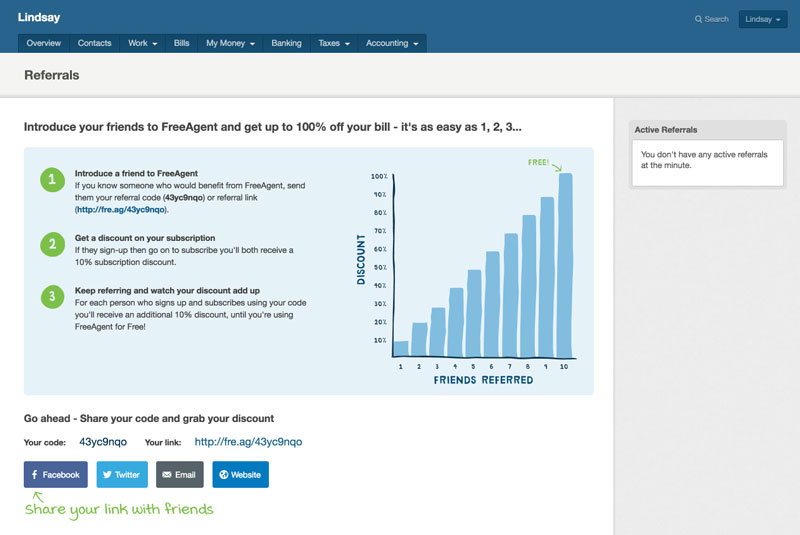 Lindsay
Search
Lindsay
Overview Contacts Work Bills My Money Banking Taxes Accounting
Referrals
Introduce your friends to FreeAgent and get up to 100% off your bill - it's as easy as 1, 2, 3...
1
Introduce a friend to FreeAgent
If you know someone who would benefit from FreeAgent, send
them your referral code (43yc9nqo) or referral link
(http://fre.ag/43yc9nqo).
2
Get a discount on your subscription
If they sign-up then go on to subscribe you'll both receive a
10% subscription discount.
3
Keep referring and watch your discount add up
For each person who signs up and subscribes using your code
you'll receive an additional 10% discount, until you're using
FreeAgent for Free!
FREE!
100%
90%
80%
70%
60%
50%
40%
30%
20%
10%
DISCOUNT
1 2 3 4 5 6 7 8 9 10
FRIENDS REFERRED
Active Referrals
You don't have any active referrals
at the minute.
Go ahead - Share your code and grab your discount
Your code: 43yc9nqo Your link: http://fre.ag/43yc9nqo
Facebook Twitter Email Website
Share your link with friends